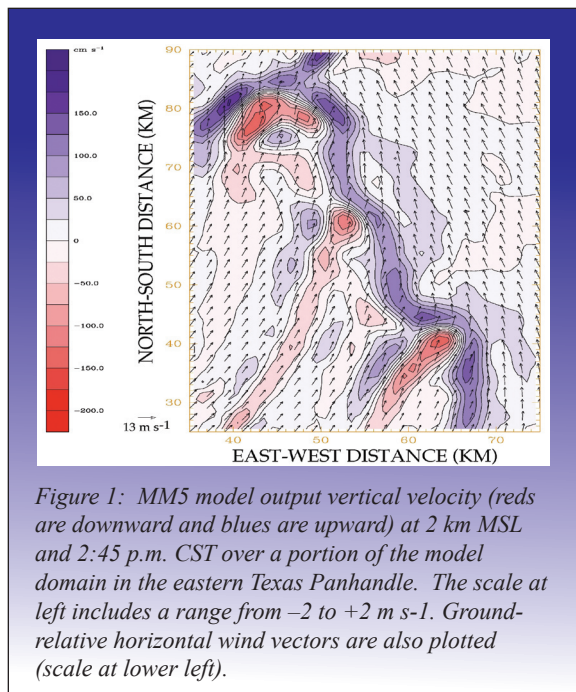 cm s⁻¹
150.0
100.0
50.0
0.0
-50.0
-100.0
-150.0
-200.0
13 m s-1
NORTH-SOUTH DISTANCE (KM)
90
80
70
60
50
40
30
40 50 60 70
EAST-WEST DISTANCE (KM)
Figure 1: MM5 model output vertical velocity (reds
are downward and blues are upward) at 2 km MSL
and 2:45 p.m. CST over a portion of the model
domain in the eastern Texas Panhandle. The scale at
left includes a range from –2 to +2 m s-1. Ground-
relative horizontal wind vectors are also plotted
(scale at lower left).